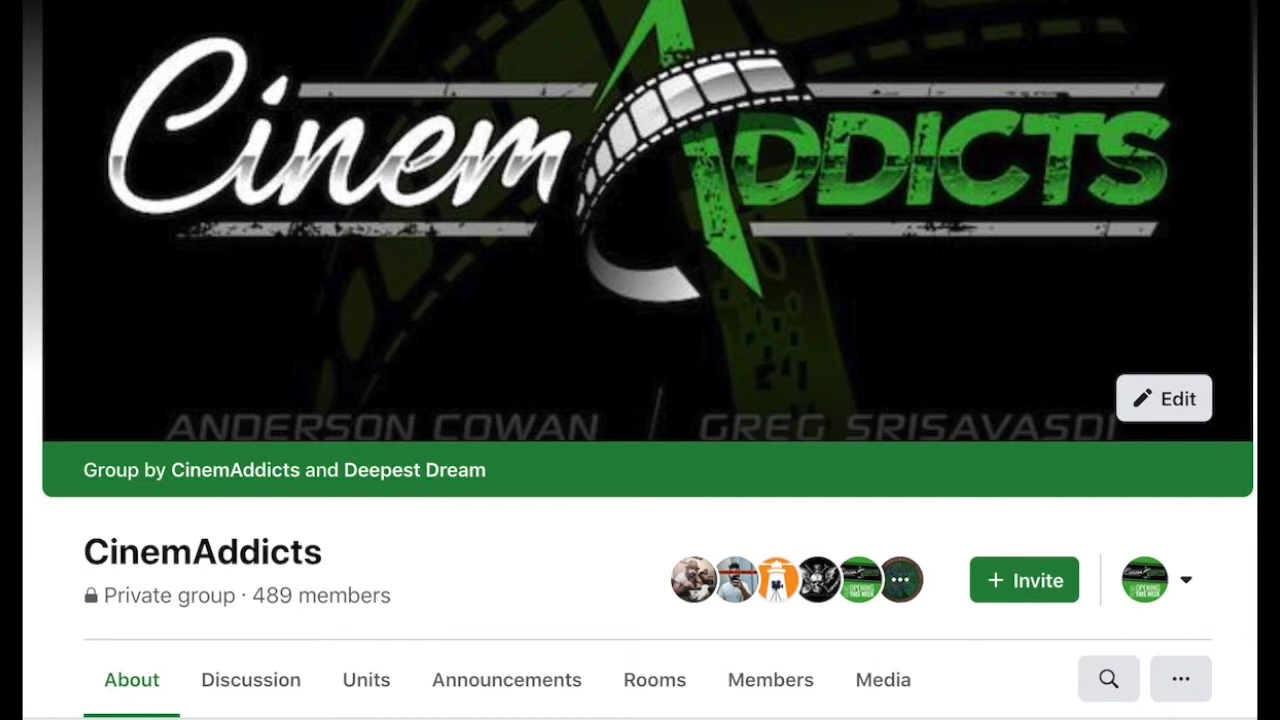 CinemADDICTS
ANDERSON COWAN / GREG SRISAVASDI
Edit
Group by CinemAddicts and Deepest Dream
CinemAddicts
Private group · 489 members
+ Invite
About Discussion Units Announcements Rooms Members Media